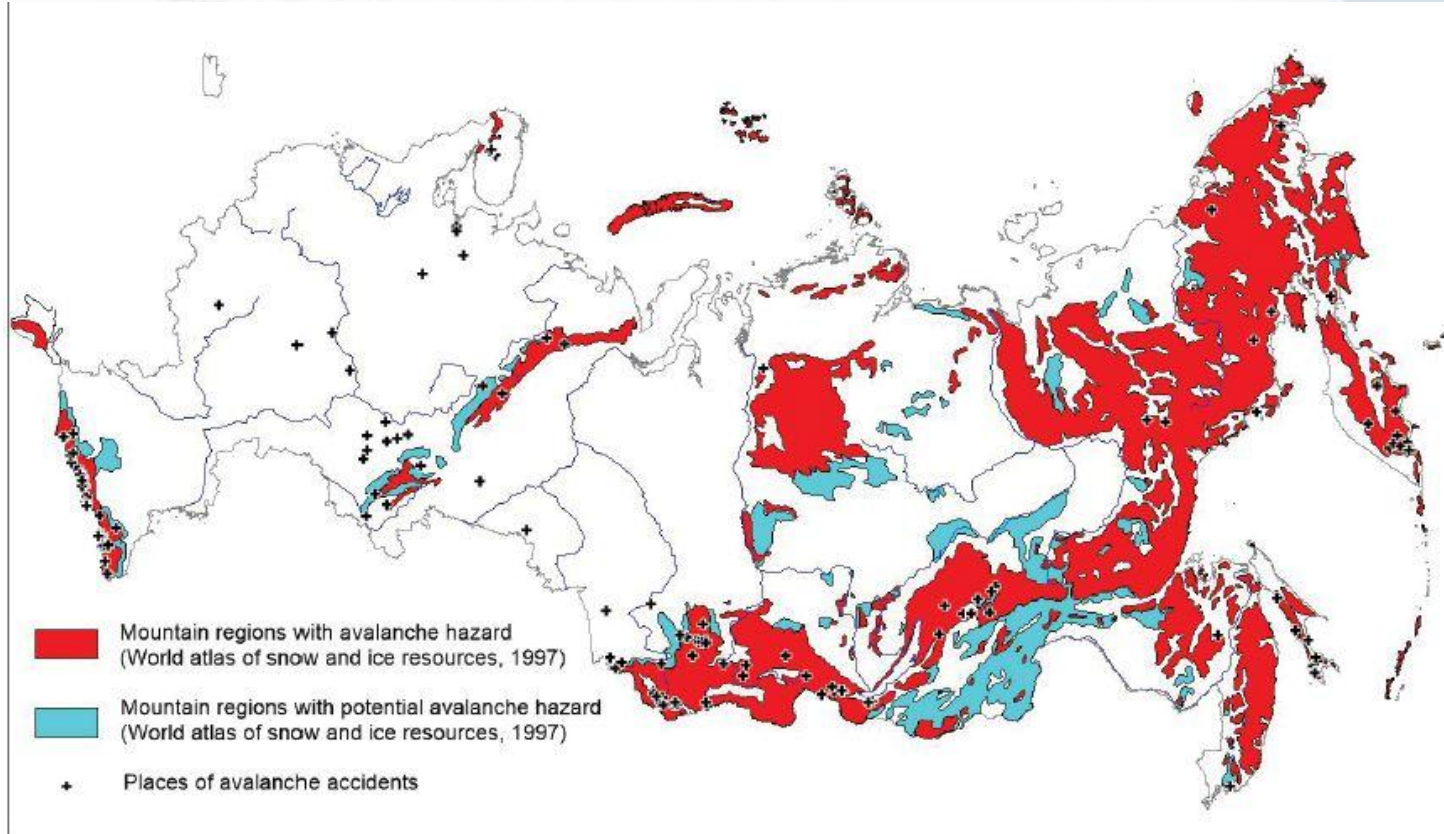 Mountain regions with avalanche hazard
(World atlas of snow and ice resources, 1997)
Mountain regions with potential avalanche hazard
(World atlas of snow and ice resources, 1997)
Places of avalanche accidents